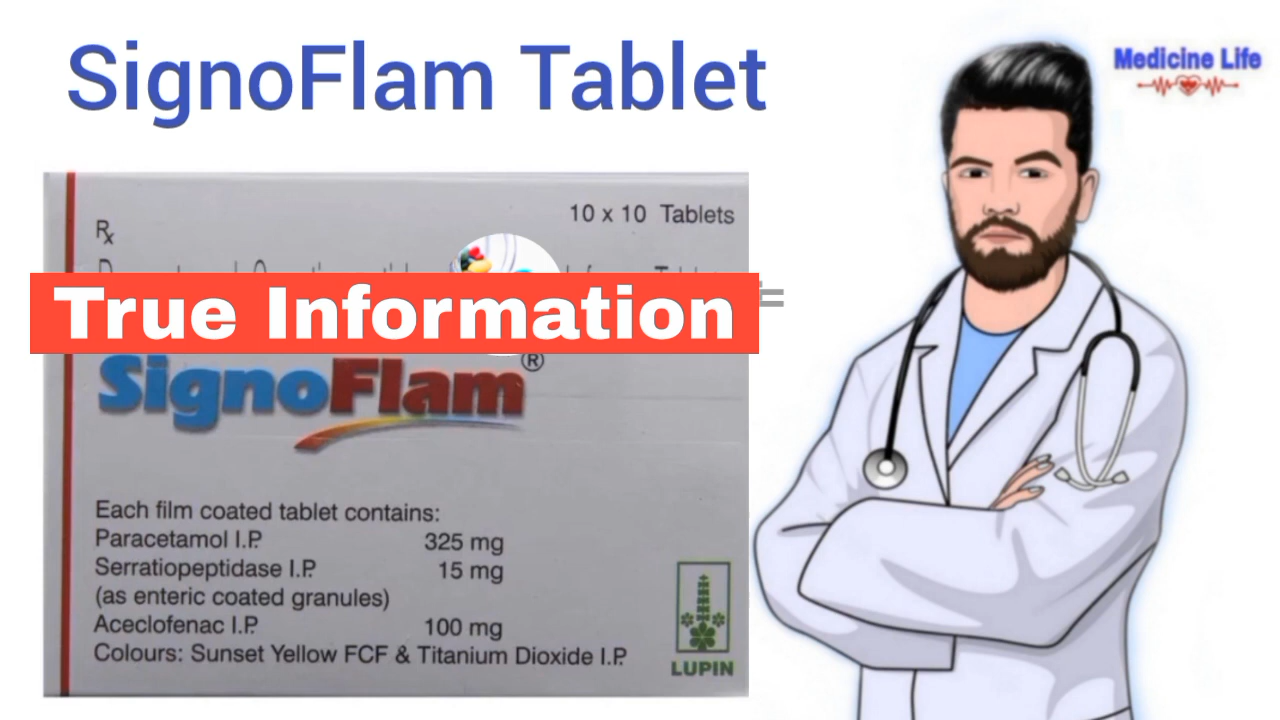 SignoFlam Tablet
Medicine Life
10 x 10 Tablets
Rx
True Information
SignoFlam®
Each film coated tablet contains:
Paracetamol I.P. 325 mg
Serratiopeptidase I.P. 15 mg
(as enteric coated granules)
Aceclofenac I.P. 100 mg
Colours: Sunset Yellow FCF & Titanium Dioxide I.P.
LUPIN